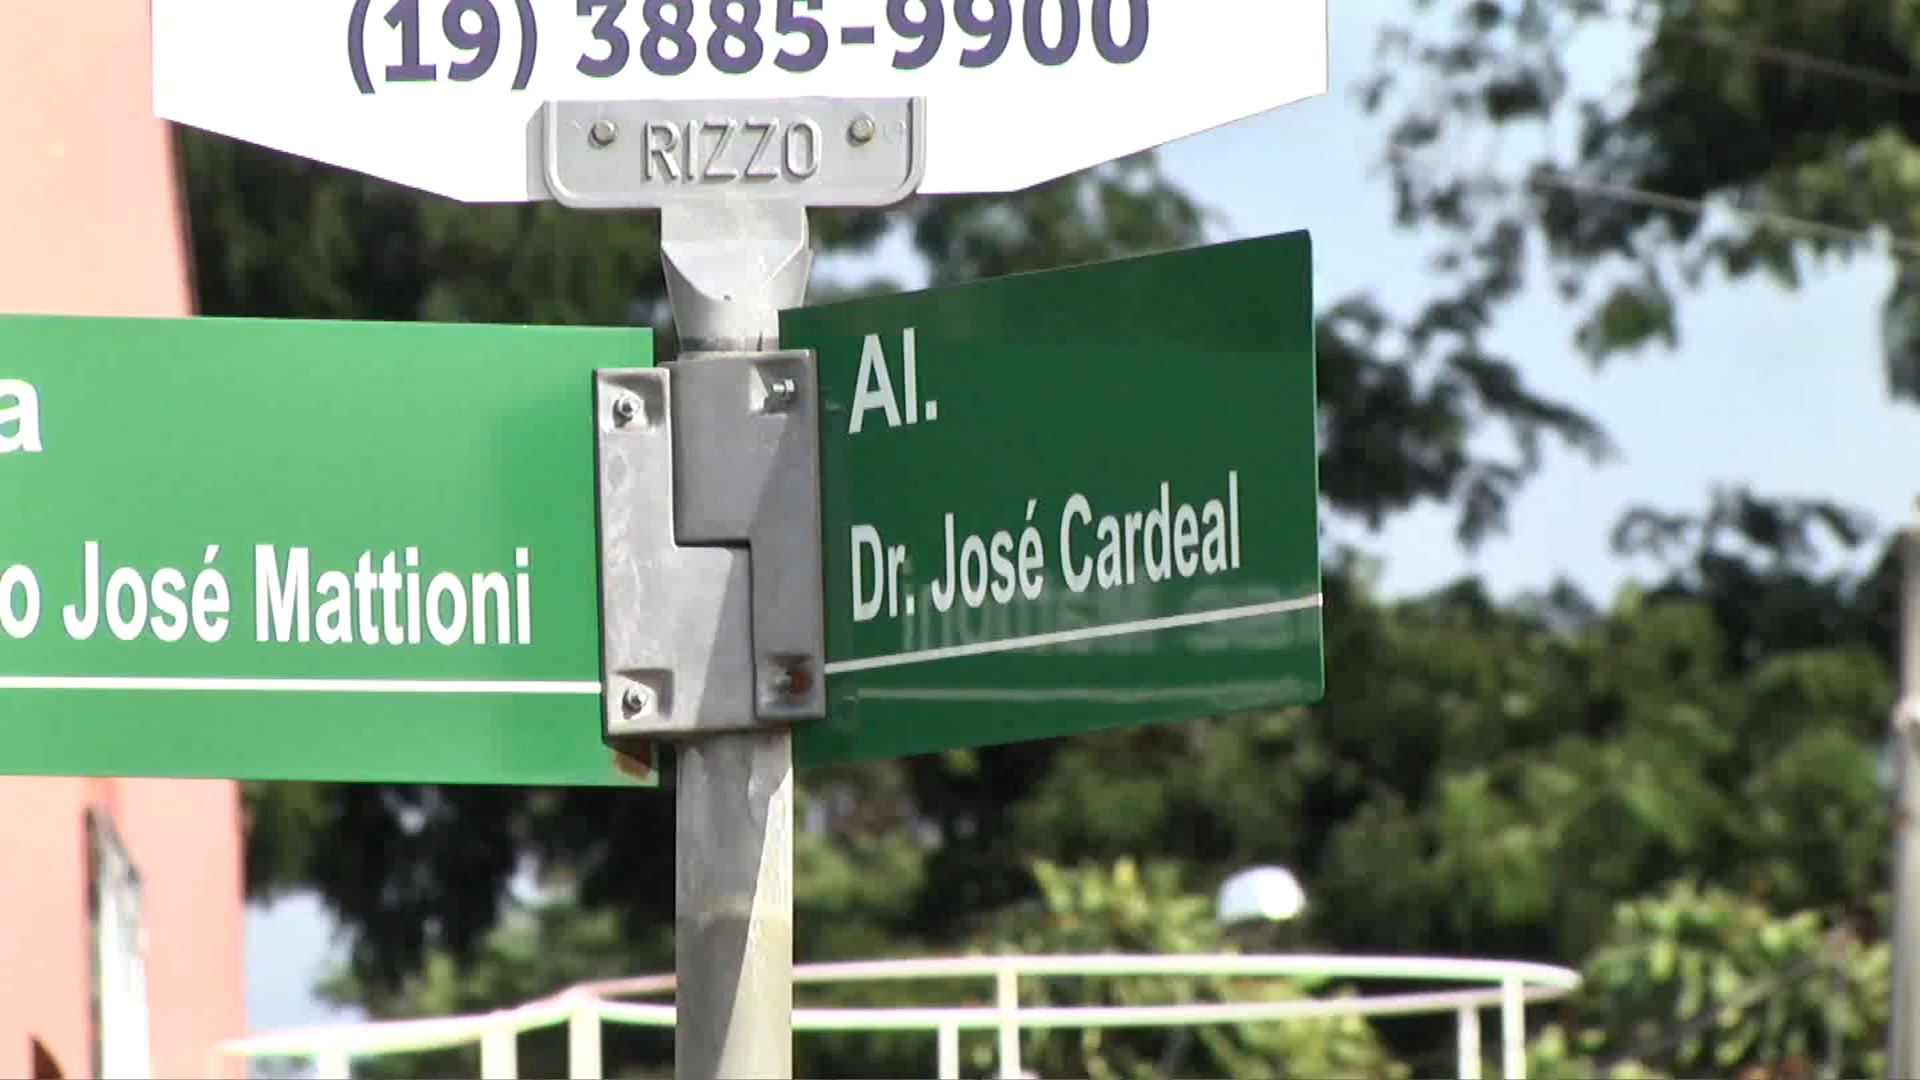 (19) 3885-9900
RIZZO
a
o José Mattioni
Al.
Dr. José Cardeal